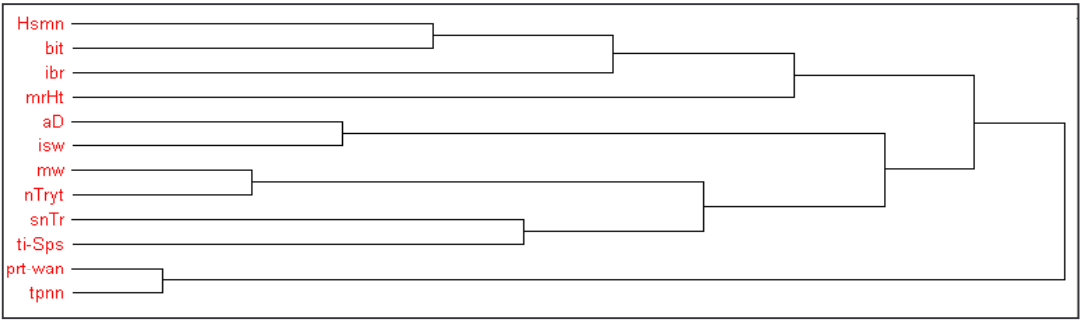 Hsmn
bit
ibr
mrHt
aD
isw
mw
nTryt
snTr
ti-Sps
prt-wan
tpnn